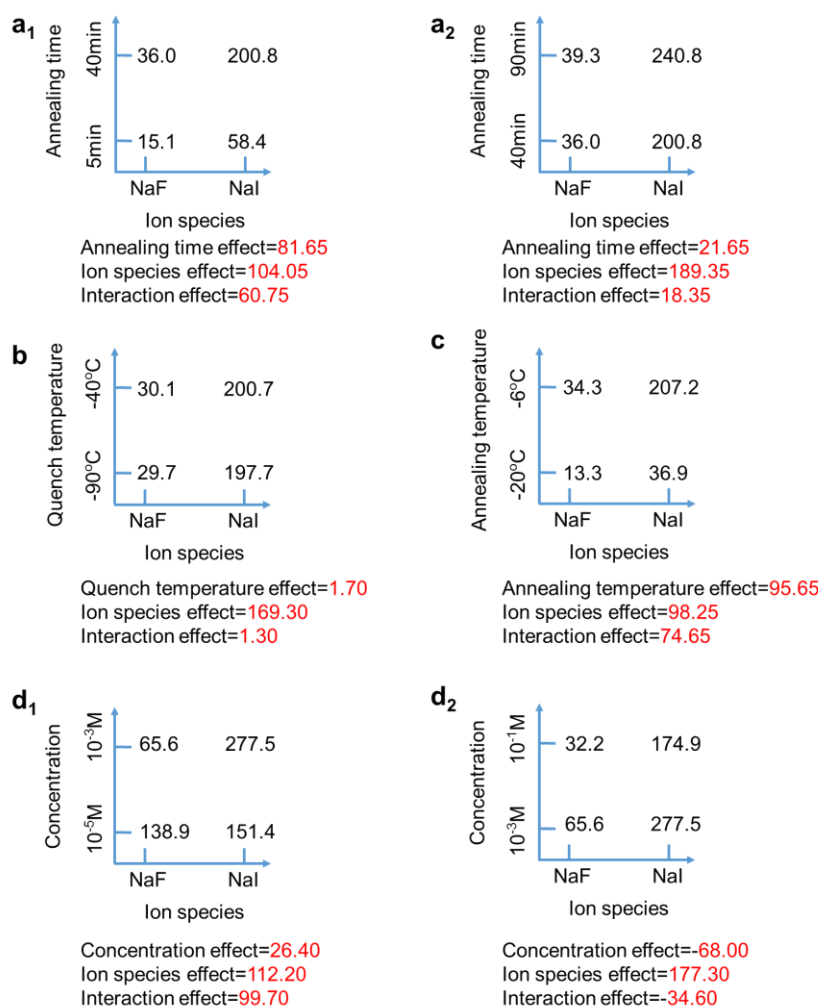 a1
Annealing time
40min
36.0 200.8
5min
15.1 58.4
NaF NaI
Ion species
Annealing time effect=81.65
Ion species effect=104.05
Interaction effect=60.75
a2
Annealing time
90min
39.3 240.8
40min
36.0 200.8
NaF NaI
Ion species
Annealing time effect=21.65
Ion species effect=189.35
Interaction effect=18.35
b
Quench temperature
-40°C
30.1 200.7
-90°C
29.7 197.7
NaF NaI
Ion species
Quench temperature effect=1.70
Ion species effect=169.30
Interaction effect=1.30
c
Annealing temperature
-6°C
34.3 207.2
-20°C
13.3 36.9
NaF NaI
Ion species
Annealing temperature effect=95.65
Ion species effect=98.25
Interaction effect=74.65
d1
Concentration
10⁻³M
65.6 277.5
10⁻⁵M
138.9 151.4
NaF NaI
Ion species
Concentration effect=26.40
Ion species effect=112.20
Interaction effect=99.70
d2
Concentration
10⁻¹M
32.2 174.9
10⁻³M
65.6 277.5
NaF NaI
Ion species
Concentration effect=-68.00
Ion species effect=177.30
Interaction effect=-34.60